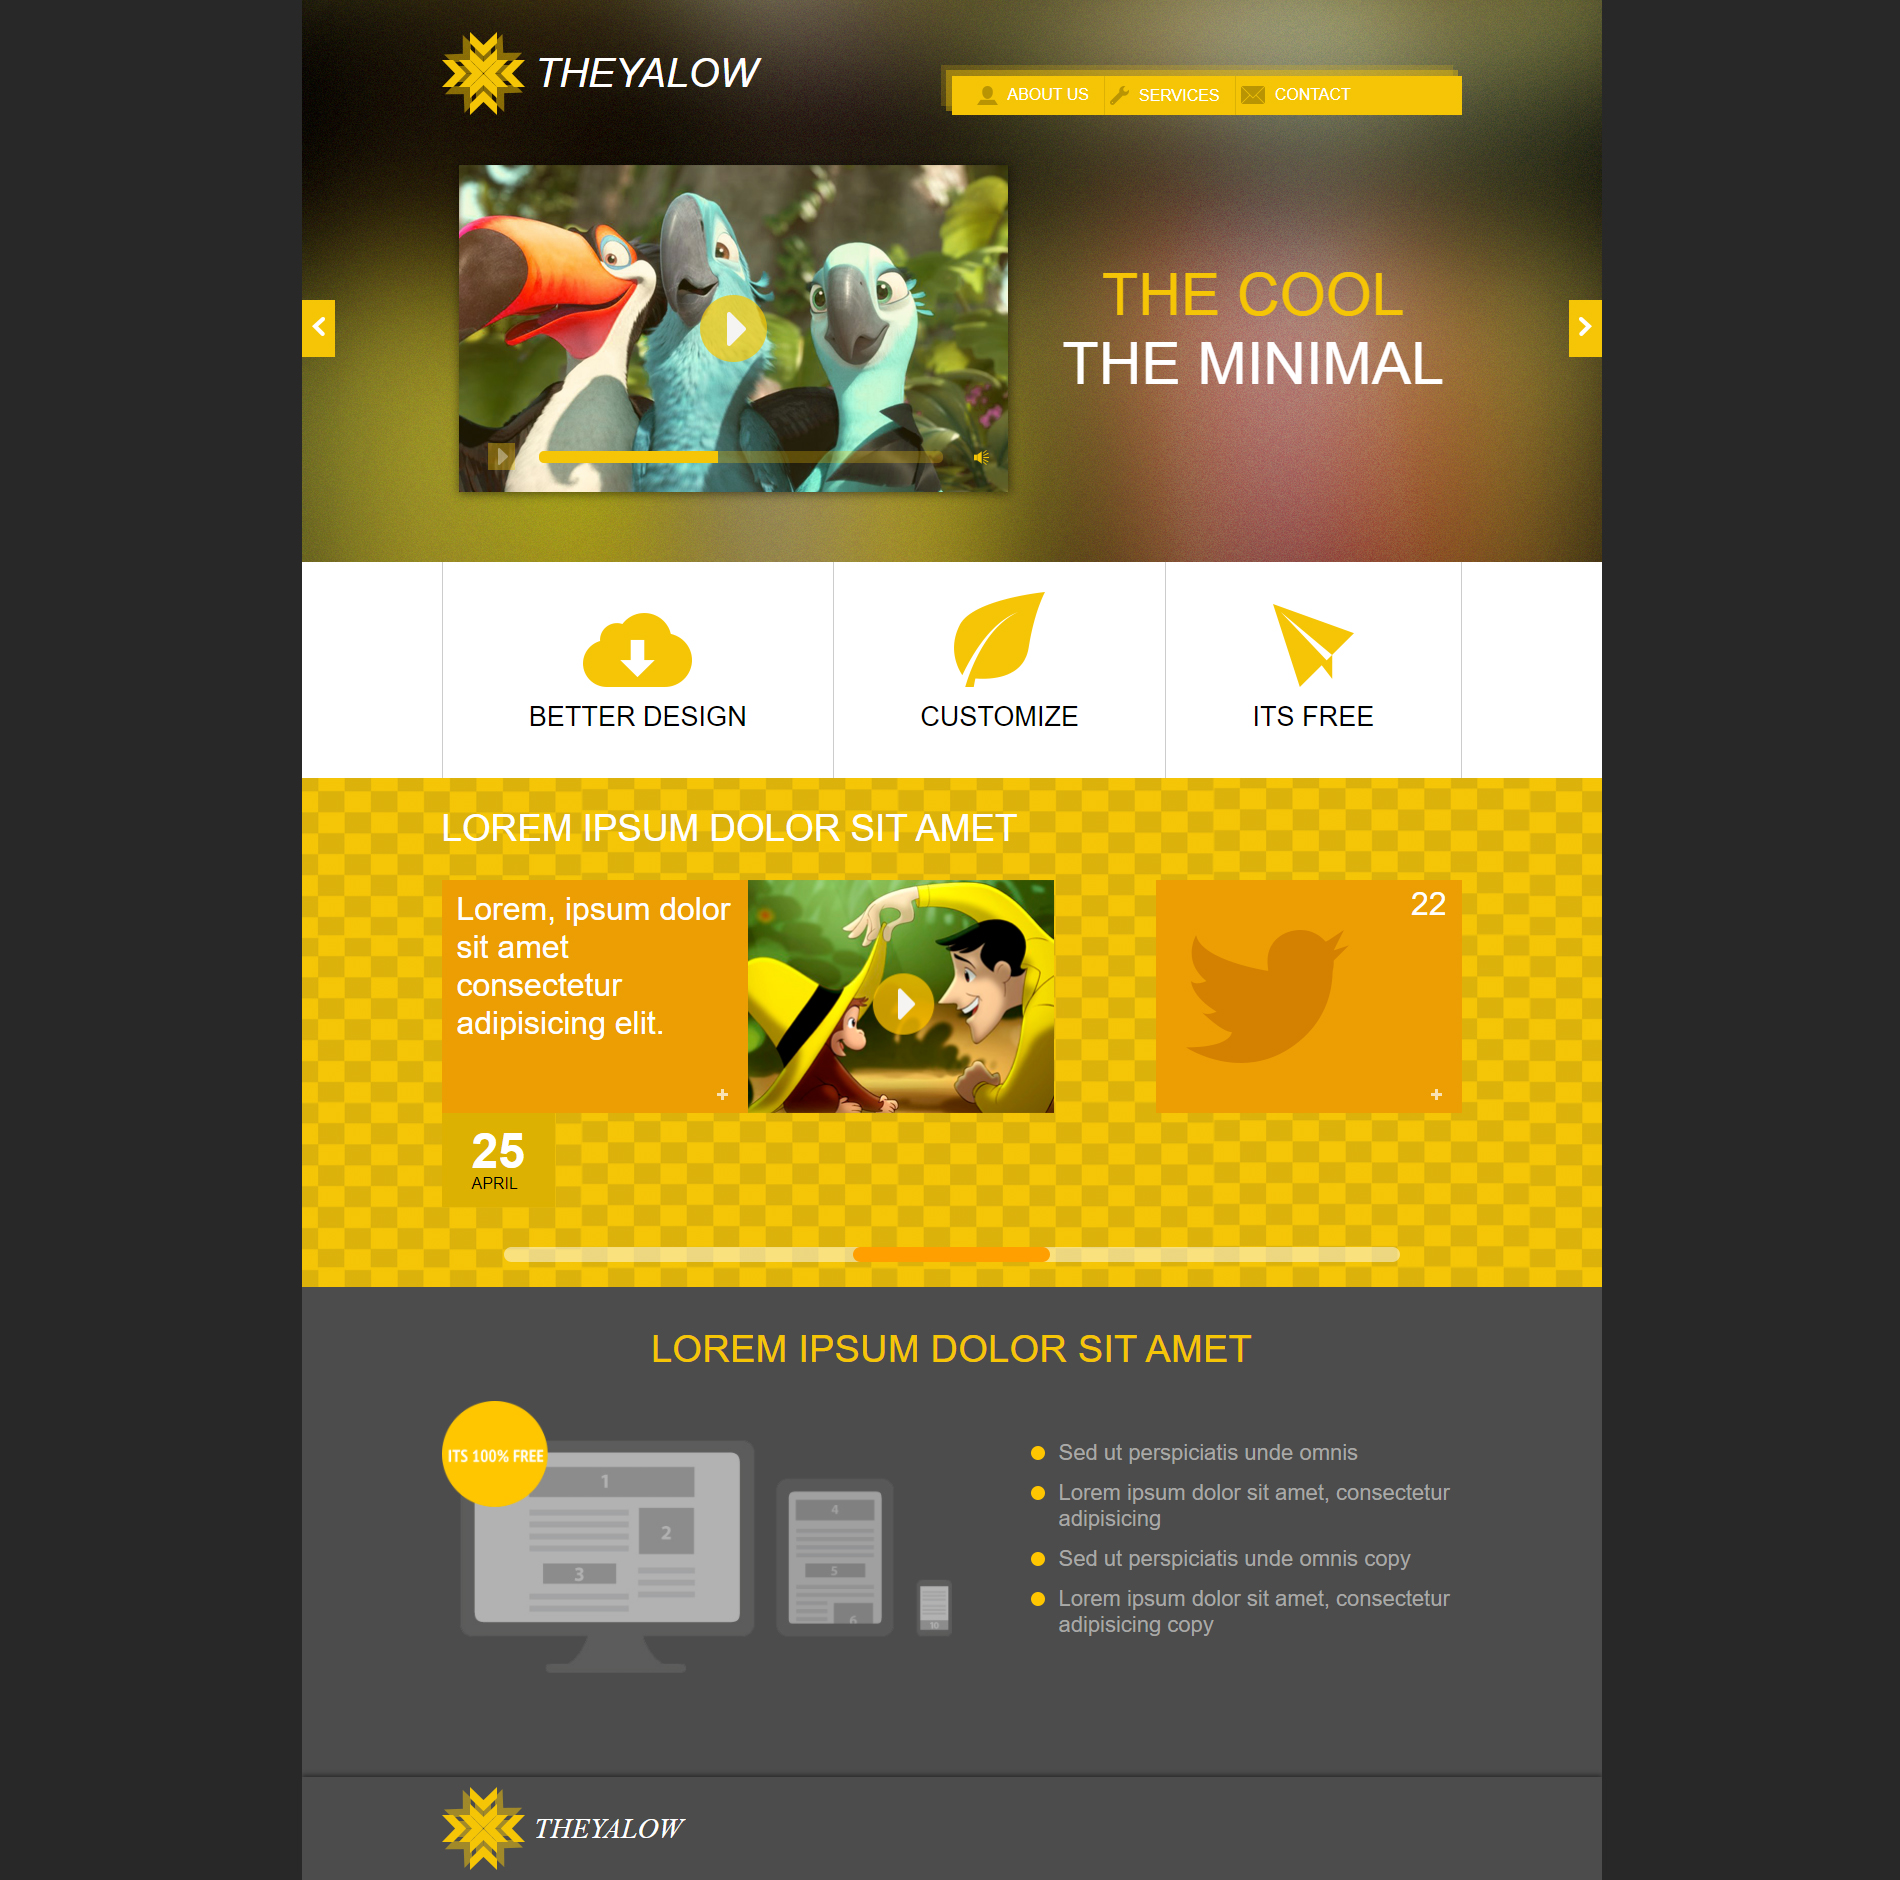 THEYALOW
ABOUT US
SERVICES
CONTACT
THE COOL
THE MINIMAL
BETTER DESIGN
CUSTOMIZE
ITS FREE
LOREM IPSUM DOLOR SIT AMET
Lorem, ipsum dolor
sit amet
consectetur
adipisicing elit.
22
25
APRIL
LOREM IPSUM DOLOR SIT AMET
ITS 100% FREE
1
2
3
4
5
6
10
Sed ut perspiciatis unde omnis
Lorem ipsum dolor sit amet, consectetur
adipisicing
Sed ut perspiciatis unde omnis copy
Lorem ipsum dolor sit amet, consectetur
adipisicing copy
THEYALOW